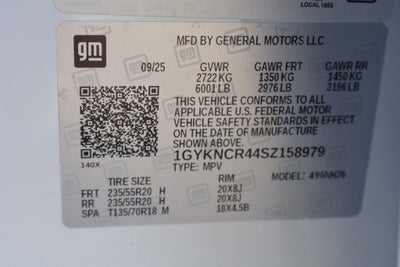 LOCAL 1853
gm
MFD BY GENERAL MOTORS LLC
09/25 GVWR GAWR FRT GAWR RR
2722 KG 1350 KG 1450 KG
6001 LB 2976 LB 3196 LB
THIS VEHICLE CONFORMS TO ALL
APPLICABLE U.S. FEDERAL MOTOR
VEHICLE SAFETY STANDARDS IN EFFECT
ON THE DATE OF MANUFACTURE
SHOWN ABOVE.
140X
1GYKNCR44SZ158979
TYPE: MPV
TIRE SIZE RIM MODEL: 496NH26
FRT 235/55R20 H 20X8J
RR 235/55R20 H 20X8J
SPA T135/70R18 M 18X4.5B